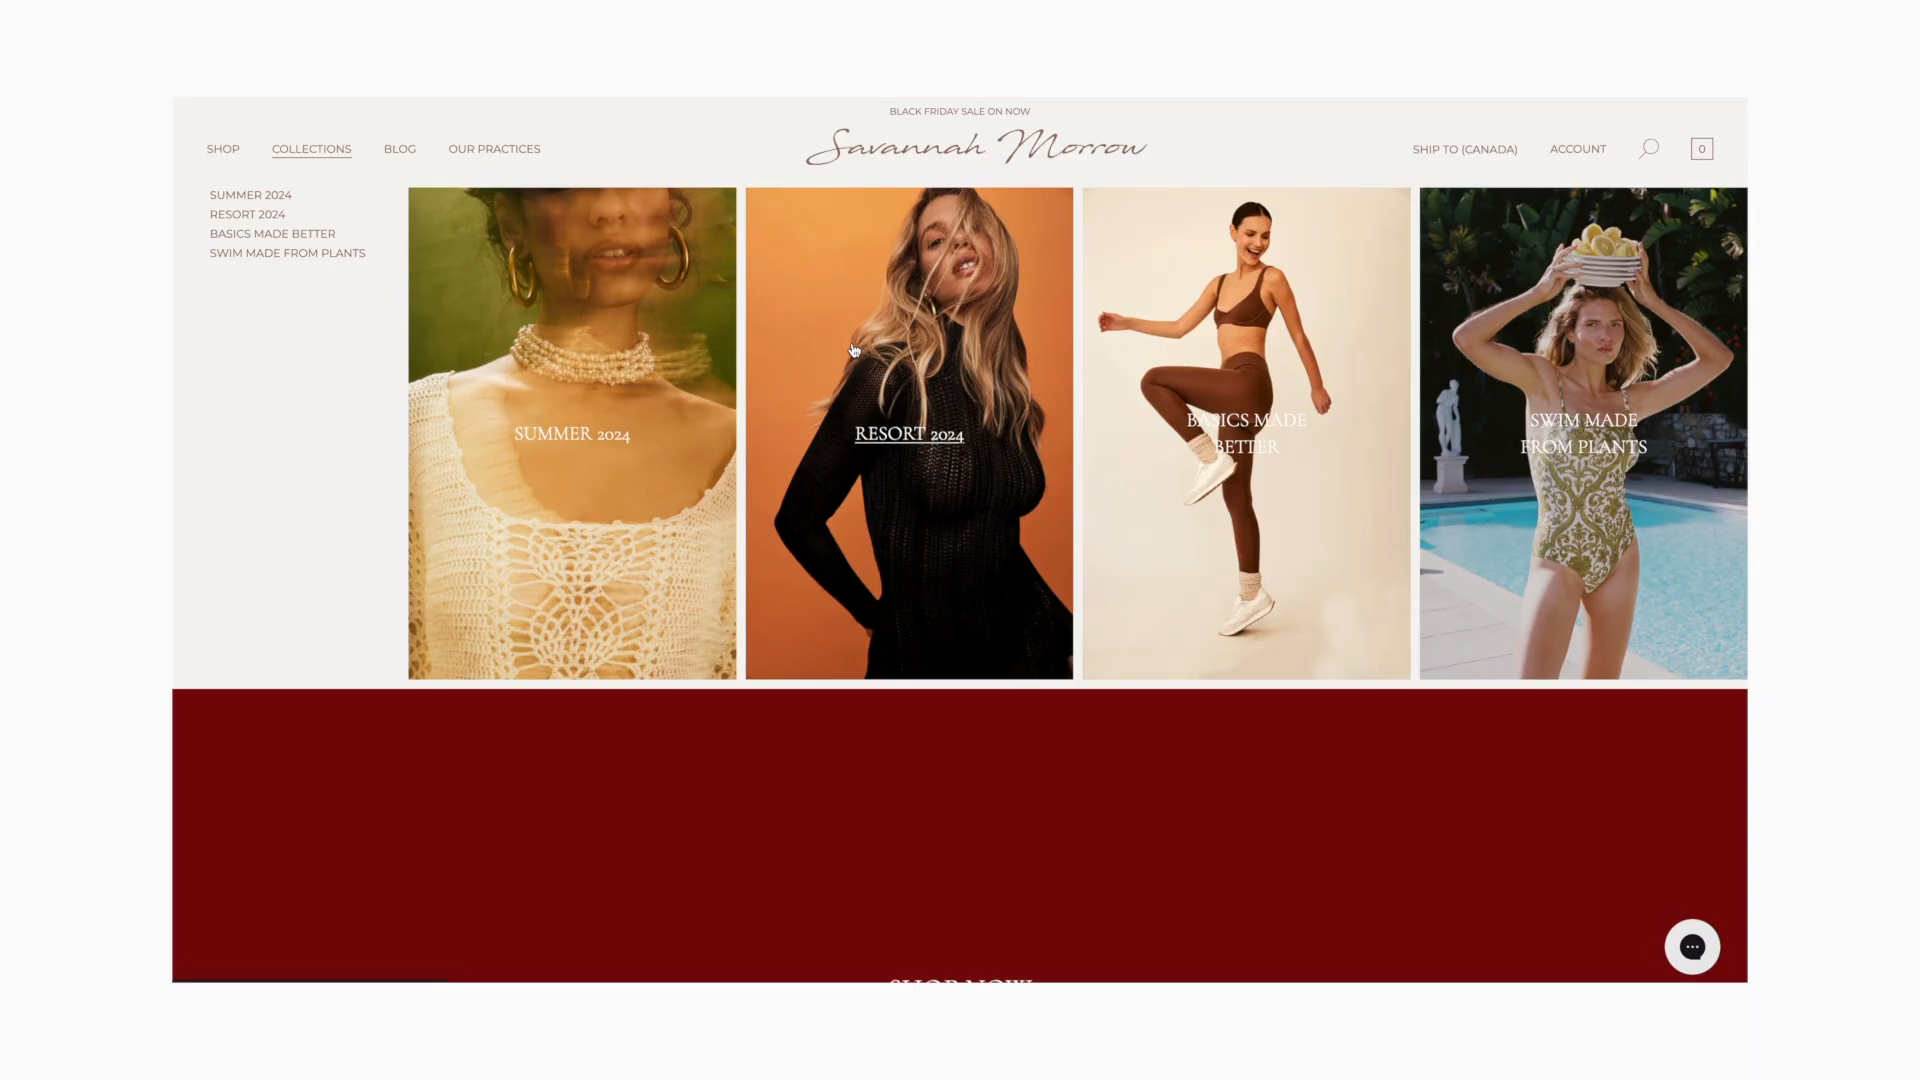 BLACK FRIDAY SALE ON NOW
SHOP
COLLECTIONS
BLOG
OUR PRACTICES
Savannah Morrow
SHIP TO (CANADA)
ACCOUNT
0
SUMMER 2024
RESORT 2024
BASICS MADE BETTER
SWIM MADE FROM PLANTS
SUMMER 2024
RESORT 2024
BASICS MADE
BETTER
SWIM MADE
FROM PLANTS
SHOP NOW